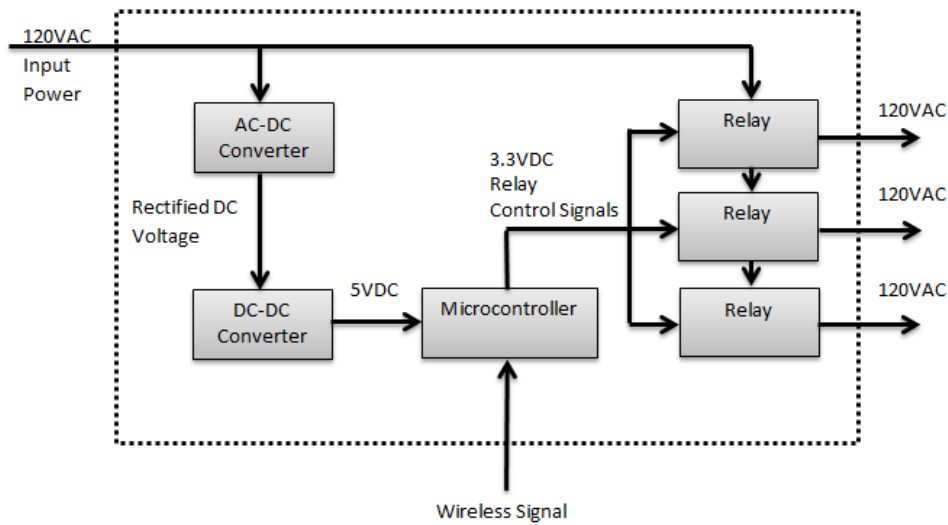 120VAC
Input
Power
AC-DC
Converter
Rectified DC
Voltage
DC-DC
Converter
5VDC
Microcontroller
3.3VDC
Relay
Control Signals
Relay
120VAC
Relay
120VAC
Relay
120VAC
Wireless Signal